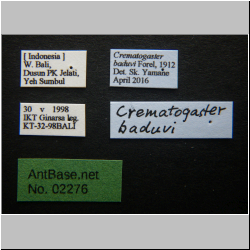 [ Indonesia ]
W. Bali,
Dusun PK Jelati,
Yeh Sumbul
Crematogaster
baduvi Forel, 1912
Det. Sk. Yamane
April 2016
30 v 1998
IKT Ginarsa leg.
KT-32-98BALI
Crematogaster
baduvi
AntBase.net
No. 02276